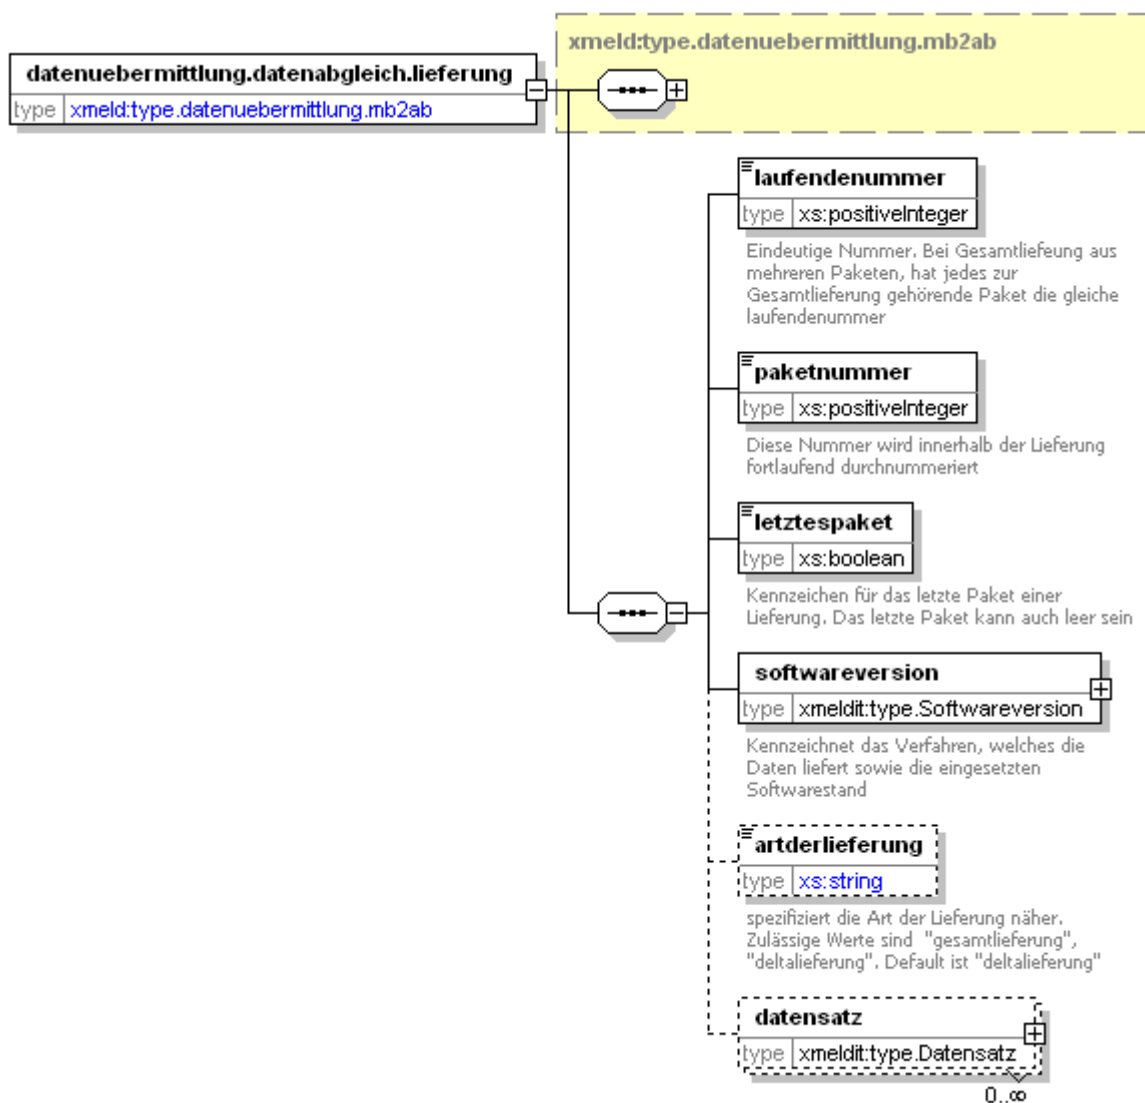 xmeld:type.datenuebermittlung.mb2ab
datenuebermittlung.datenabgleich.lieferung
type xmeld:type.datenuebermittlung.mb2ab
laufendenummer
type xs:positiveInteger
Eindeutige Nummer. Bei Gesamtliefeung aus
mehreren Paketen, hat jedes zur
Gesamtlieferung gehörende Paket die gleiche
laufendenummer
paketnummer
type xs:positiveInteger
Diese Nummer wird innerhalb der Lieferung
fortlaufend durchnummeriert
letztespaket
type xs:boolean
Kennzeichen für das letzte Paket einer
Lieferung. Das letzte Paket kann auch leer sein
softwareversion
type xmeldit:type.Softwareversion
Kennzeichnet das Verfahren, welches die
Daten liefert sowie die eingesetzten
Softwarestand
artderlieferung
type xs:string
spezifiziert die Art der Lieferung näher.
Zulässige Werte sind "gesamtlieferung",
"deltalieferung". Default ist "deltalieferung"
datensatz
type xmeldit:type.Datensatz
0..∞